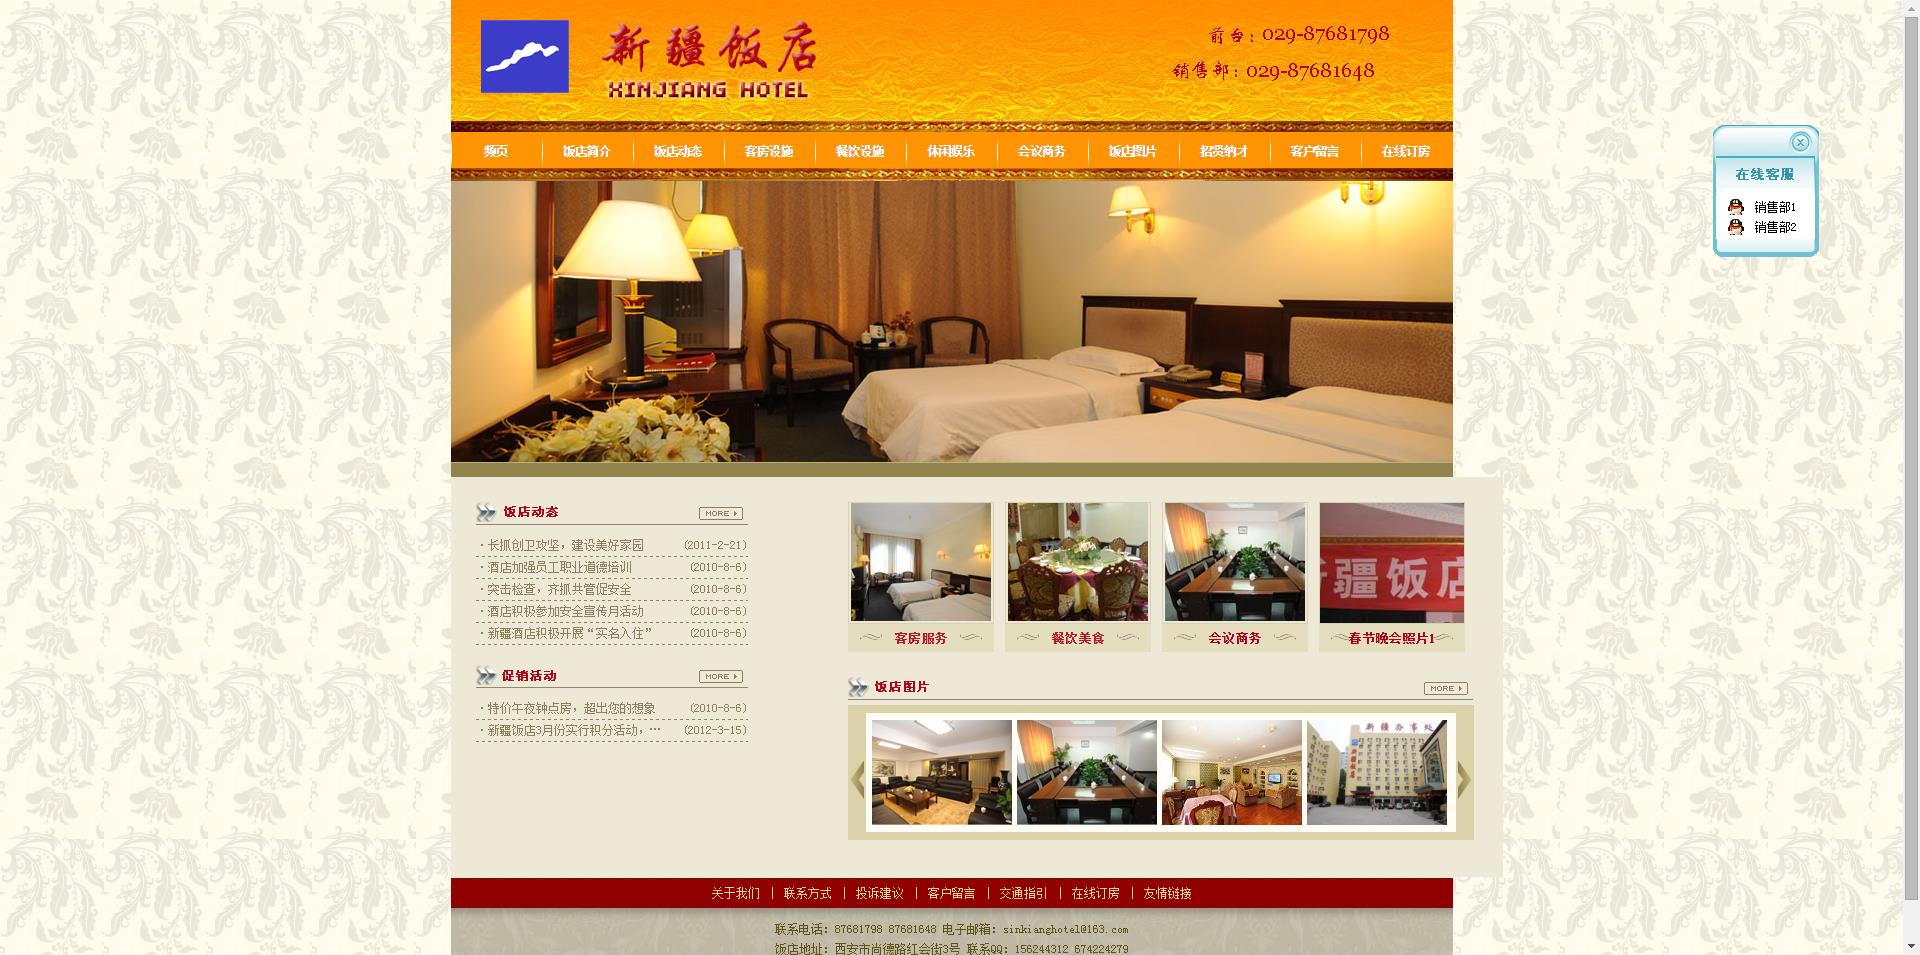 新疆饭店
XINJIANG HOTEL
前台：029-87681798
销售部：029-87681648
频页 饭店简介 饭店动态 客房设施 餐饮设施 休闲娱乐 会议商务 饭店图片 招贤纳才 客户留言 在线订房
在线客服
销售部1
销售部2
饭店动态 MORE
·长抓创卫攻坚，建设美好家园 (2011-2-21)
·酒店加强员工职业道德培训 (2010-8-6)
·突击检查，齐抓共管促安全 (2010-8-6)
·酒店积极参加安全宣传月活动 (2010-8-6)
·新疆酒店积极开展“实名入住” (2010-8-6)
促销活动 MORE
·特价午夜钟点房，超出您的想象 (2010-8-6)
·新疆饭店3月份实行积分活动，… (2012-3-15)
疆饭店
客房服务 餐饮美食 会议商务 春节晚会照片1
饭店图片 MORE
新疆办事处
新疆饭店
关于我们 | 联系方式 | 投诉建议 | 客户留言 | 交通指引 | 在线订房 | 友情链接
联系电话：87681798 87681648 电子邮箱：sinkianghotel@163.com
饭店地址：西安市尚德路红会街3号 联系QQ：156244312 674224279